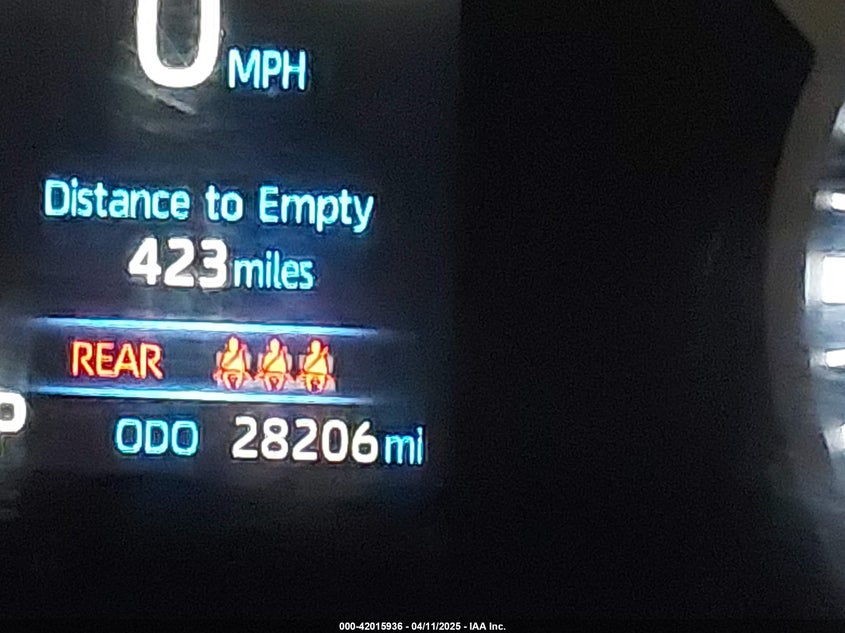 0 MPH
Distance to Empty
423 miles
REAR
P
ODO 28206 mi
000-42015936 - 04/11/2025 - IAA Inc.